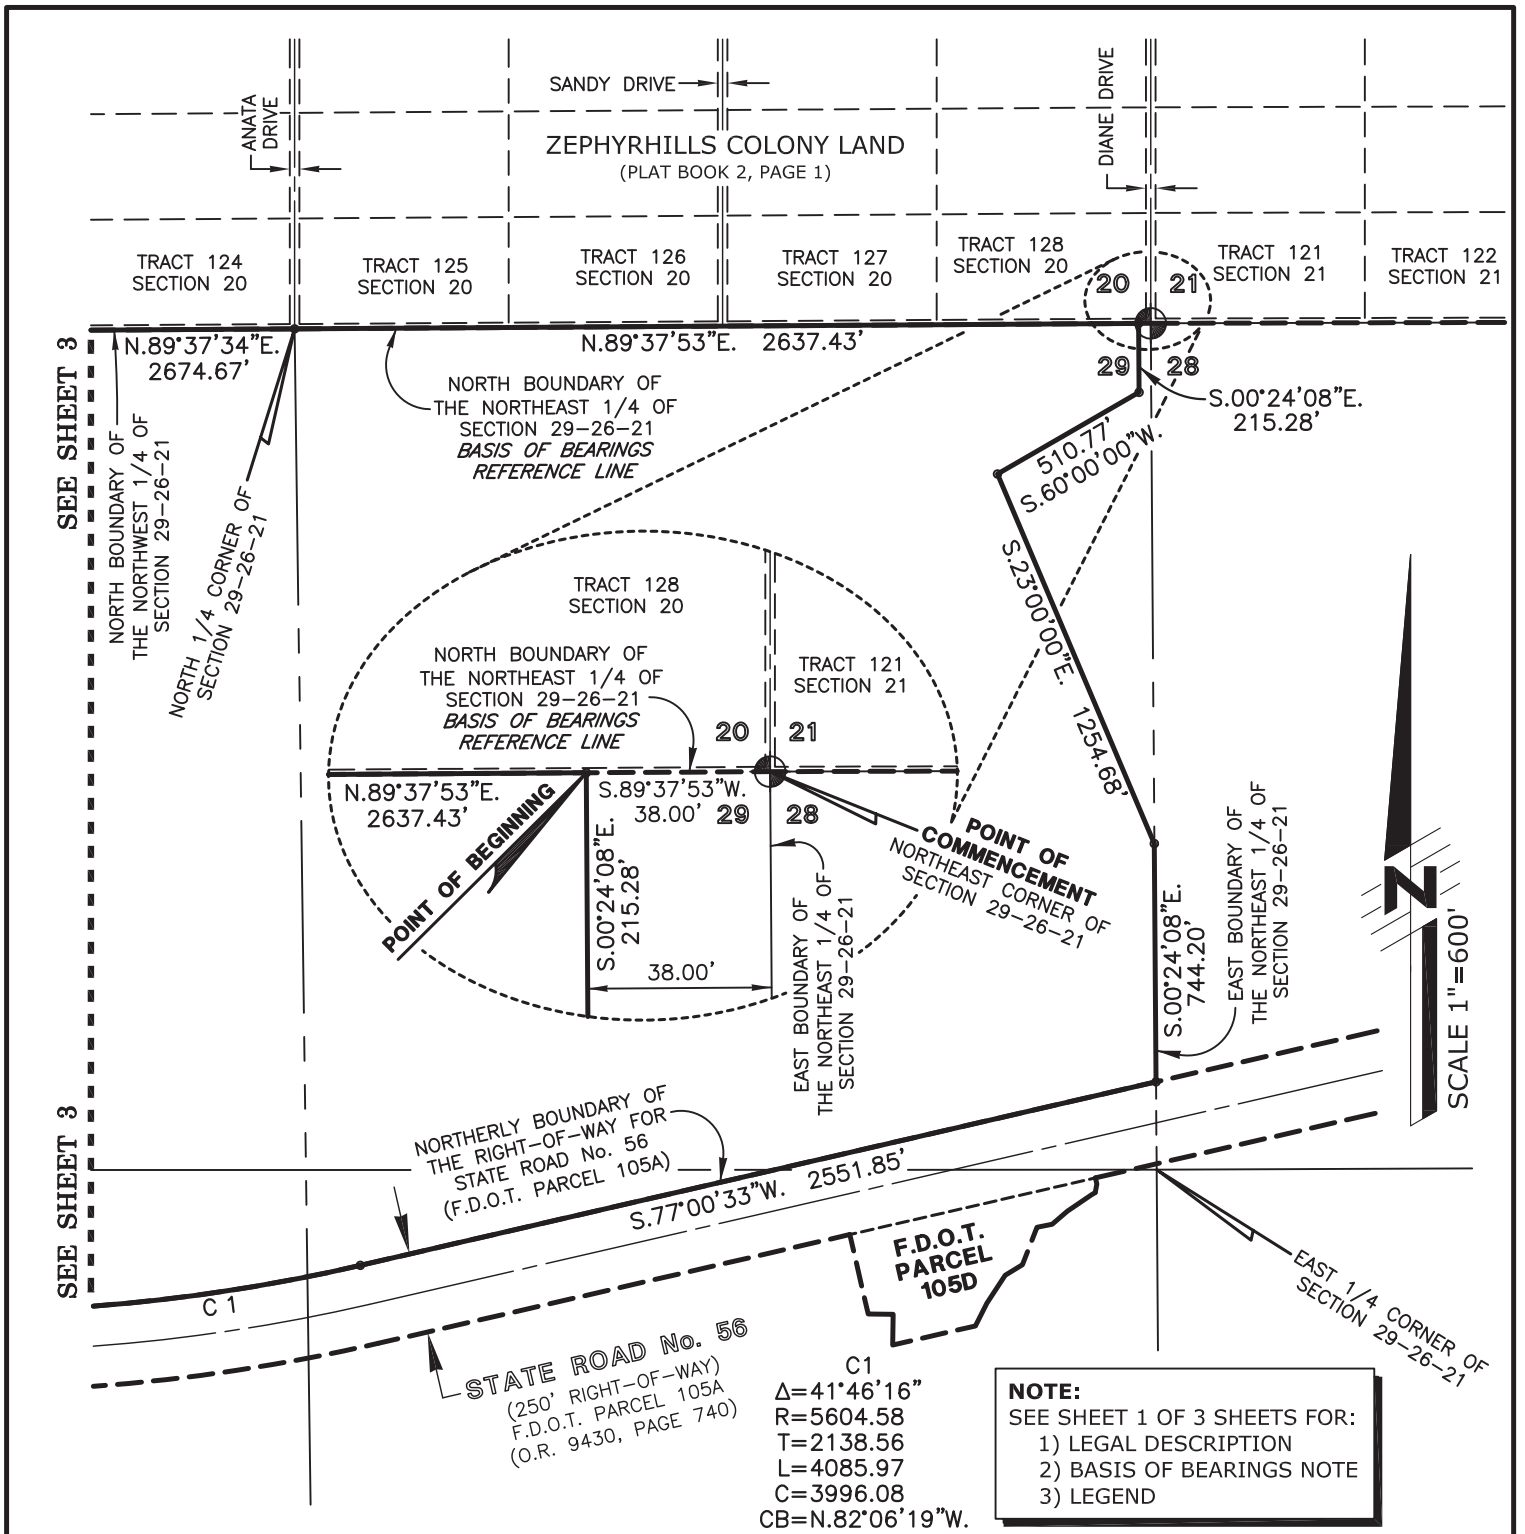 SANDY DRIVE
ANATA
DRIVE
DIANE DRIVE
ZEPHYRHILLS COLONY LAND
(PLAT BOOK 2, PAGE 1)
TRACT 124
SECTION 20
TRACT 125
SECTION 20
TRACT 126
SECTION 20
TRACT 127
SECTION 20
TRACT 128
SECTION 20
TRACT 121
SECTION 21
TRACT 122
SECTION 21
20
21
29
28
N.89°37'34"E.
2674.67'
N.89°37'53"E. 2637.43'
SEE SHEET 3
NORTH BOUNDARY OF
THE NORTHWEST 1/4 OF
SECTION 29-26-21
NORTH 1/4 CORNER OF
SECTION 29-26-21
NORTH BOUNDARY OF
THE NORTHEAST 1/4 OF
SECTION 29-26-21
BASIS OF BEARINGS
REFERENCE LINE
S.00°24'08"E.
215.28'
510.77'
S.60°00'00"W.
S.23°00'00"E. 1254.68'
TRACT 128
SECTION 20
NORTH BOUNDARY OF
THE NORTHEAST 1/4 OF
SECTION 29-26-21
BASIS OF BEARINGS
REFERENCE LINE
TRACT 121
SECTION 21
20
21
29
28
N.89°37'53"E.
2637.43'
S.89°37'53"W.
38.00'
POINT OF BEGINNING
S.00°24'08"E.
215.28'
38.00'
POINT OF
COMMENCEMENT
NORTHEAST CORNER OF
SECTION 29-26-21
EAST BOUNDARY OF
THE NORTHEAST 1/4 OF
SECTION 29-26-21
S.00°24'08"E.
744.20'
EAST BOUNDARY OF
THE NORTHEAST 1/4 OF
SECTION 29-26-21
N
SCALE 1"=600'
SEE SHEET 3
NORTHERLY BOUNDARY OF
THE RIGHT-OF-WAY FOR
STATE ROAD No. 56
(F.D.O.T. PARCEL 105A)
S.77°00'33"W. 2551.85'
C 1
F.D.O.T.
PARCEL
105D
EAST 1/4 CORNER OF
SECTION 29-26-21
STATE ROAD No. 56
(250' RIGHT-OF-WAY)
F.D.O.T. PARCEL 105A
(O.R. 9430, PAGE 740)
C1
Δ=41°46'16"
R=5604.58
T=2138.56
L=4085.97
C=3996.08
CB=N.82°06'19"W.
NOTE:
SEE SHEET 1 OF 3 SHEETS FOR:
1) LEGAL DESCRIPTION
2) BASIS OF BEARINGS NOTE
3) LEGEND